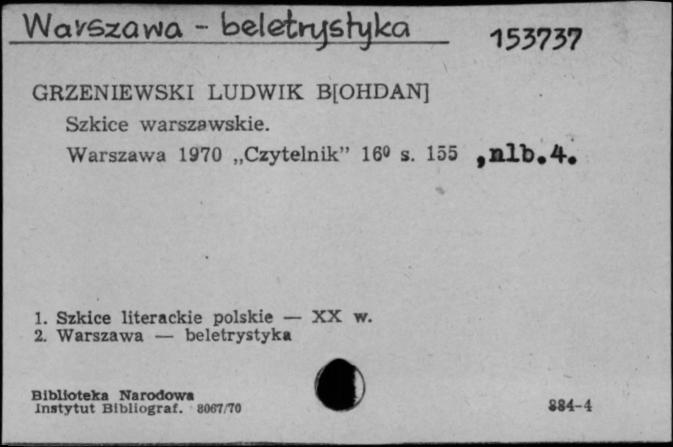 Warszawa - beletrystyka
153737
GRZENIEWSKI LUDWIK B[OHDAN]
Szkice warszawskie.
Warszawa 1970 „Czytelnik” 16⁰ s. 155 ,nlb.4.
1. Szkice literackie polskie — XX w.
2. Warszawa — beletrystyka
Biblioteka Narodowa
Instytut Bibliograf. 8067/70
884-4